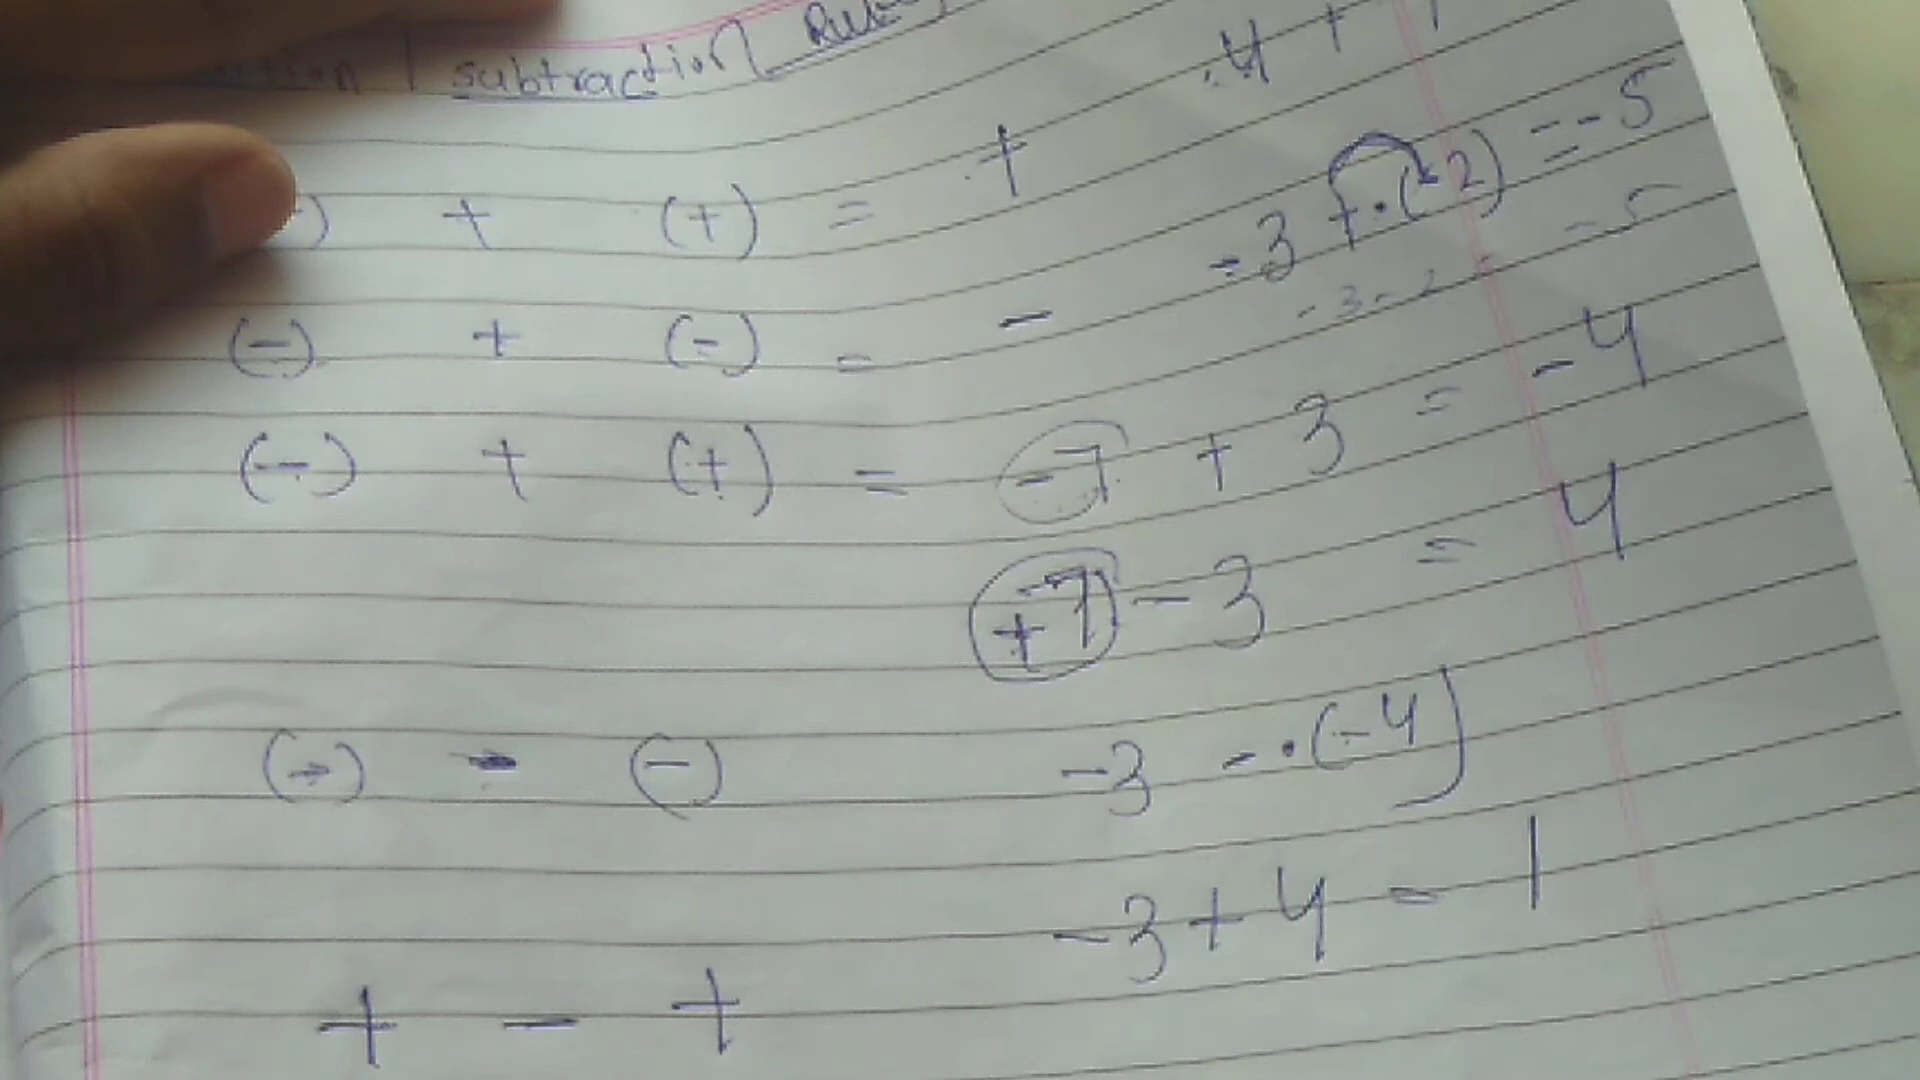 subtraction Rule
4 +
+ (+) = +
-3 + · (-2) = -5
-3 - 2 -5
(-) + (-) = -
(-) + (+) = -7 + 3 = -4
+7 - 3 = 4
(-) - (-) -3 - · (-4)
-3 + 4 = 1
+ - +